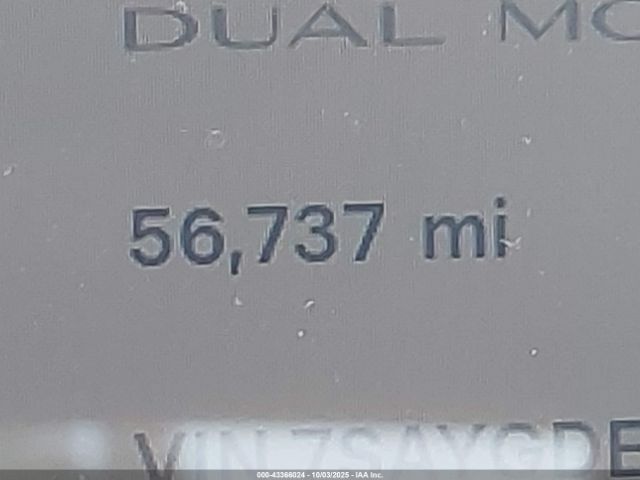 DUAL MO
56,737 mi
VIN 7SAYGDE
000-43366024 - 10/03/2025 - IAA Inc.